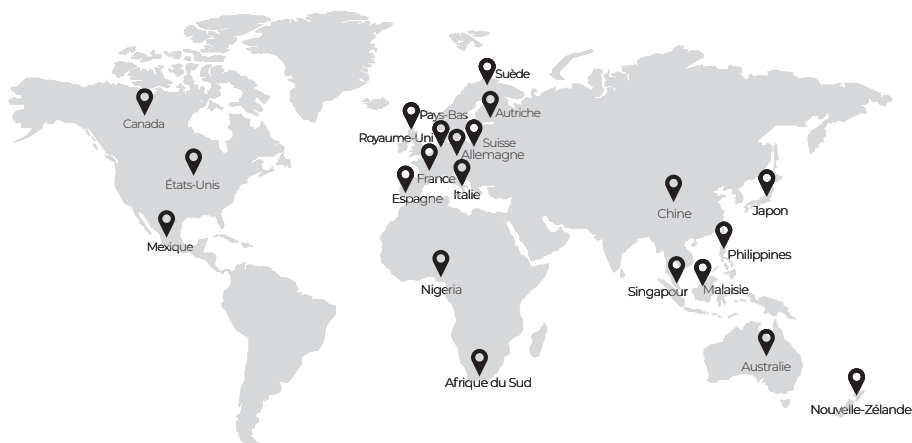 Suède
Canada
Pays-Bas
Autriche
Royaume-Uni
Suisse
Allemagne
États-Unis
France
Italie
Espagne
Chine
Japon
Mexique
Philippines
Nigeria
Singapour
Malaisie
Australie
Afrique du Sud
Nouvelle-Zélande